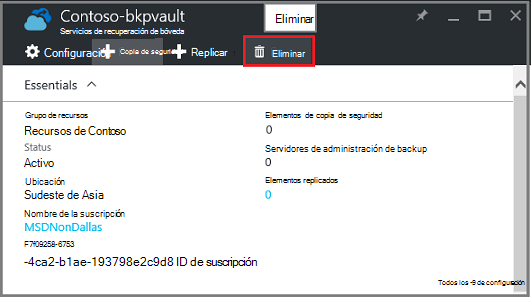 Contoso-bkpvault
Servicios de recuperación de bóveda
Eliminar
Configuración
Copia de seguridad
Replicar
Eliminar
Essentials
Grupo de recursos
Recursos de Contoso
Status
Activo
Ubicación
Sudeste de Asia
Nombre de la suscripción
MSDNonDallas
F7f09258-6753
-4ca2-b1ae-193798e2c9d8 ID de suscripción
Elementos de copia de seguridad
0
Servidores de administración de backup
0
Elementos replicados
0
Todos los -9 de configuración